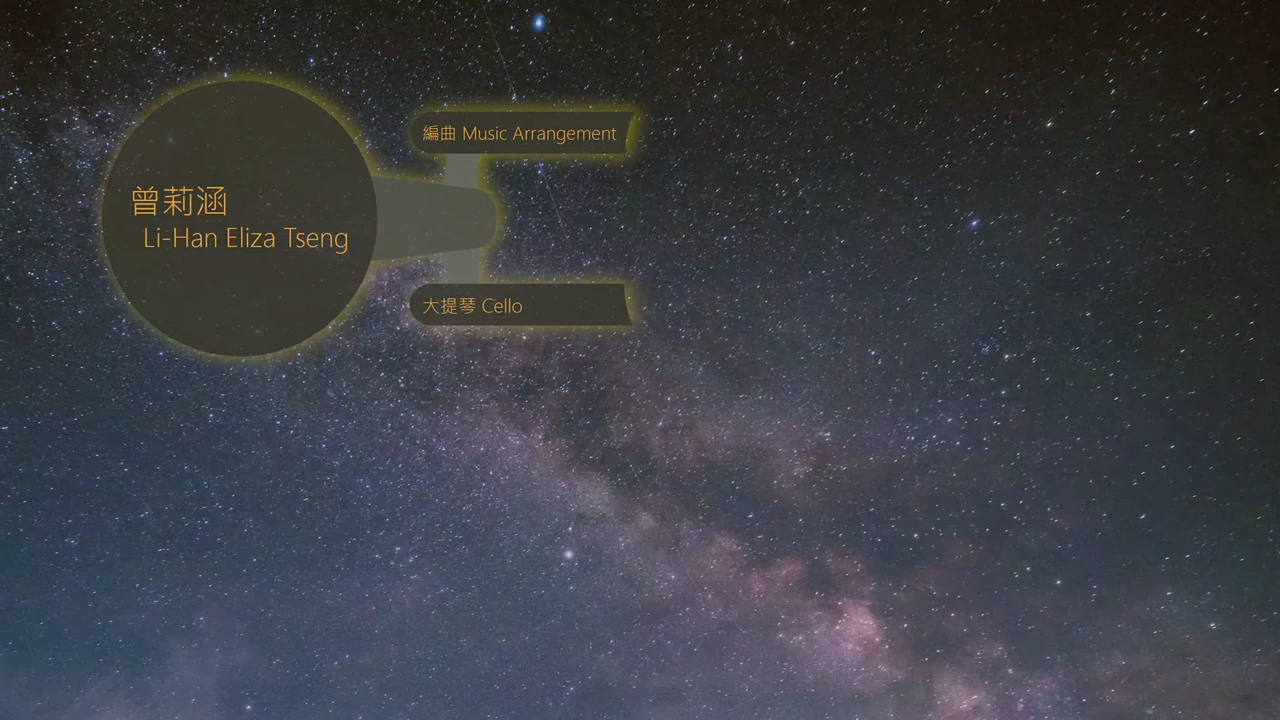 曾莉涵
Li-Han Eliza Tseng
編曲 Music Arrangement
大提琴 Cello